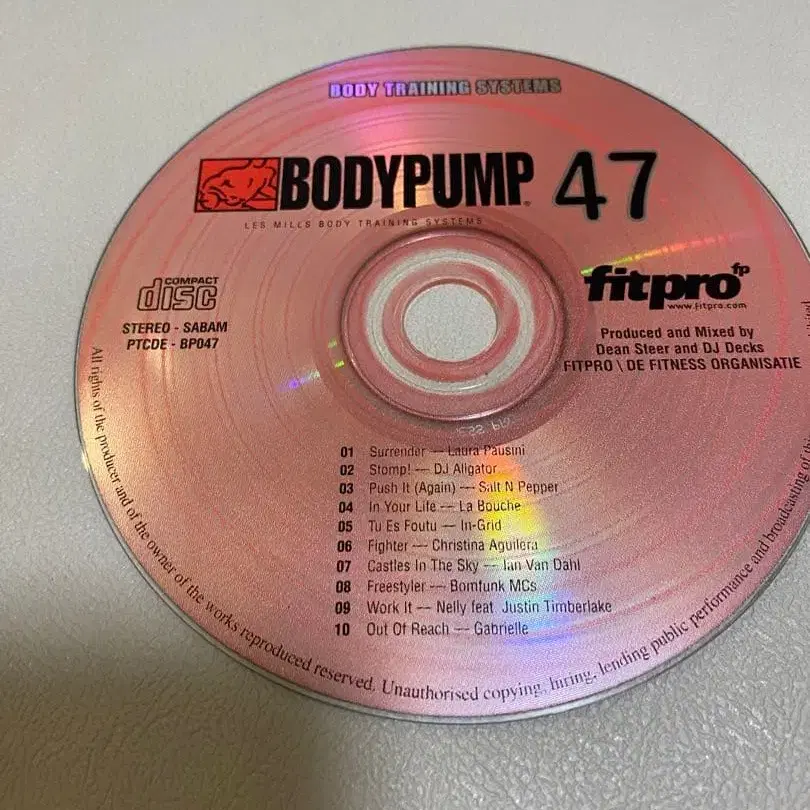 BODY TRAINING SYSTEMS
BODYPUMP® 47
LES MILLS BODY TRAINING SYSTEMS
COMPACT
disc
STEREO - SABAM
PTCDE - BP047
fitpro fp
www.fitpro.com
Produced and Mixed by
Dean Steer and DJ Decks
FITPRO \ DE FITNESS ORGANISATIE
01 Surrender — Laura Pausini
02 Stomp! — DJ Aligator
03 Push It (Again) — Salt N Pepper
04 In Your Life — La Bouche
05 Tu Es Foutu — In-Grid
06 Fighter — Christina Aguilera
07 Castles In The Sky — Ian Van Dahl
08 Freestyler — Bomfunk MCs
09 Work It — Nelly feat. Justin Timberlake
10 Out Of Reach — Gabrielle
All rights of the producer and of the owner of the works reproduced reserved. Unauthorised copying, hiring, lending public performance and broadcasting of this